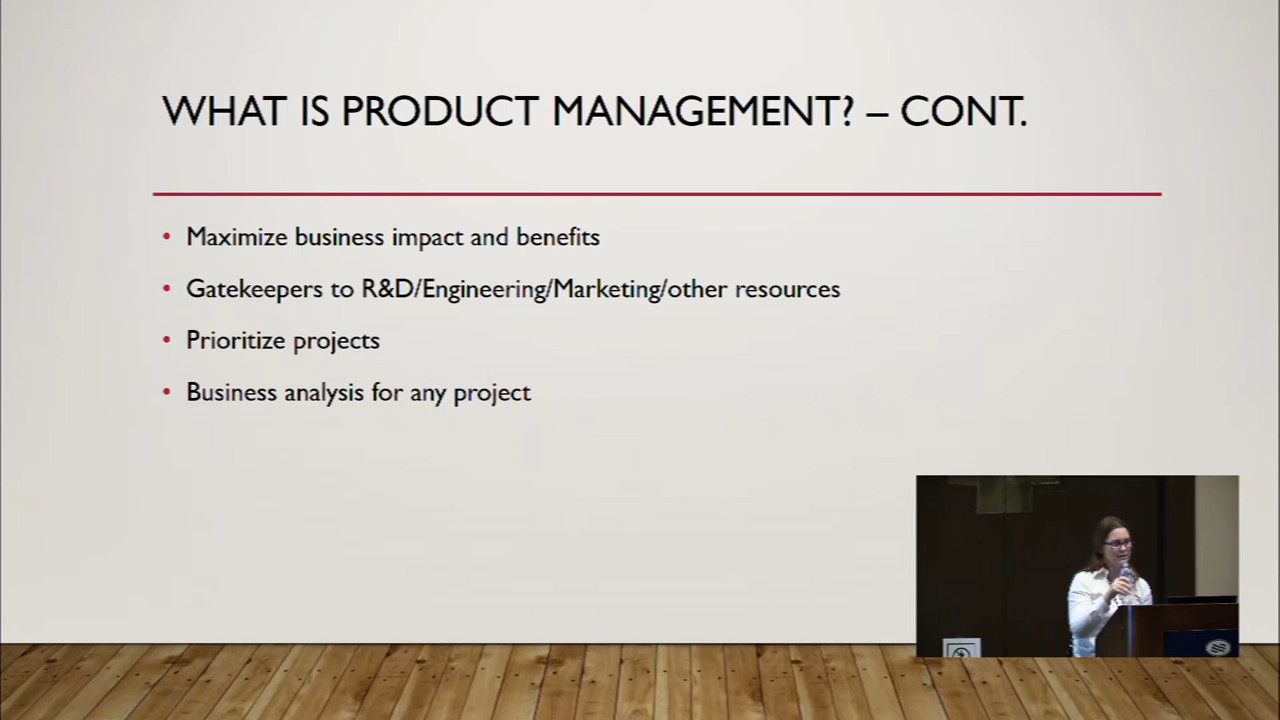 WHAT IS PRODUCT MANAGEMENT? – CONT.
• Maximize business impact and benefits
• Gatekeepers to R&D/Engineering/Marketing/other resources
• Prioritize projects
• Business analysis for any project